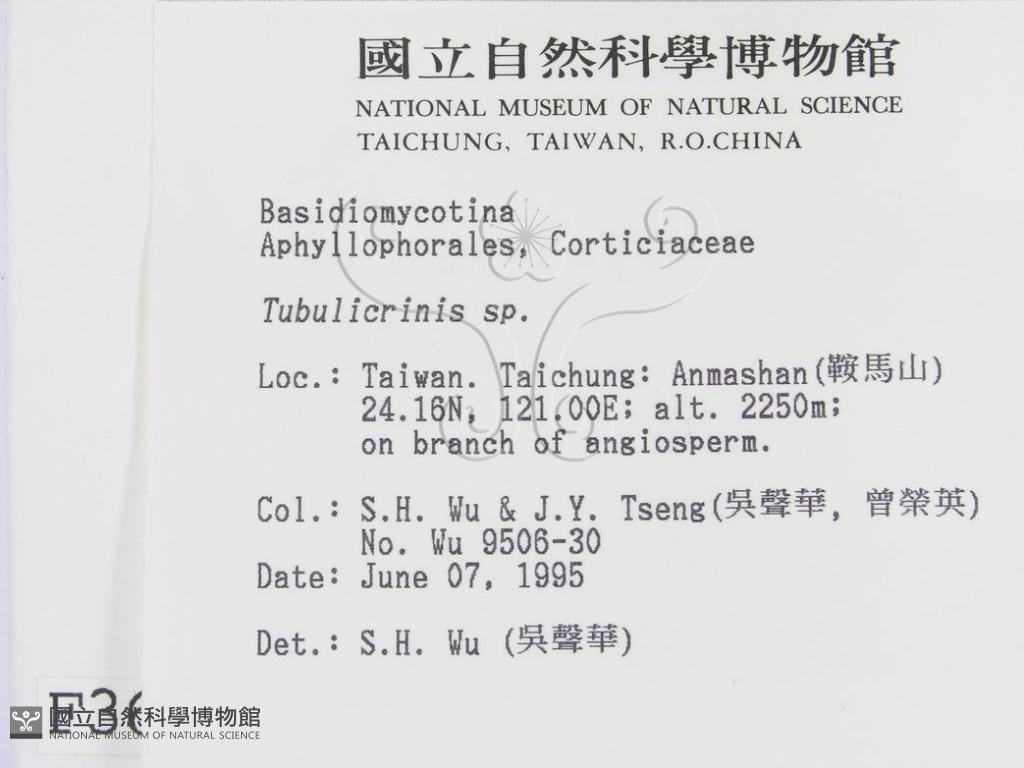 國立自然科學博物館
NATIONAL MUSEUM OF NATURAL SCIENCE
TAICHUNG, TAIWAN, R.O.CHINA
Basidiomycotina
Aphyllophorales, Corticiaceae
Tubulicrinis sp.
Loc.: Taiwan. Taichung: Anmashan(鞍馬山)
24.16N, 121.00E; alt. 2250m;
on branch of angiosperm.
Col.: S.H. Wu & J.Y. Tseng(吳聲華, 曾榮英)
No. Wu 9506-30
Date: June 07, 1995
Det.: S.H. Wu (吳聲華)
國立自然科學博物館
NATIONAL MUSEUM OF NATURAL SCIENCE